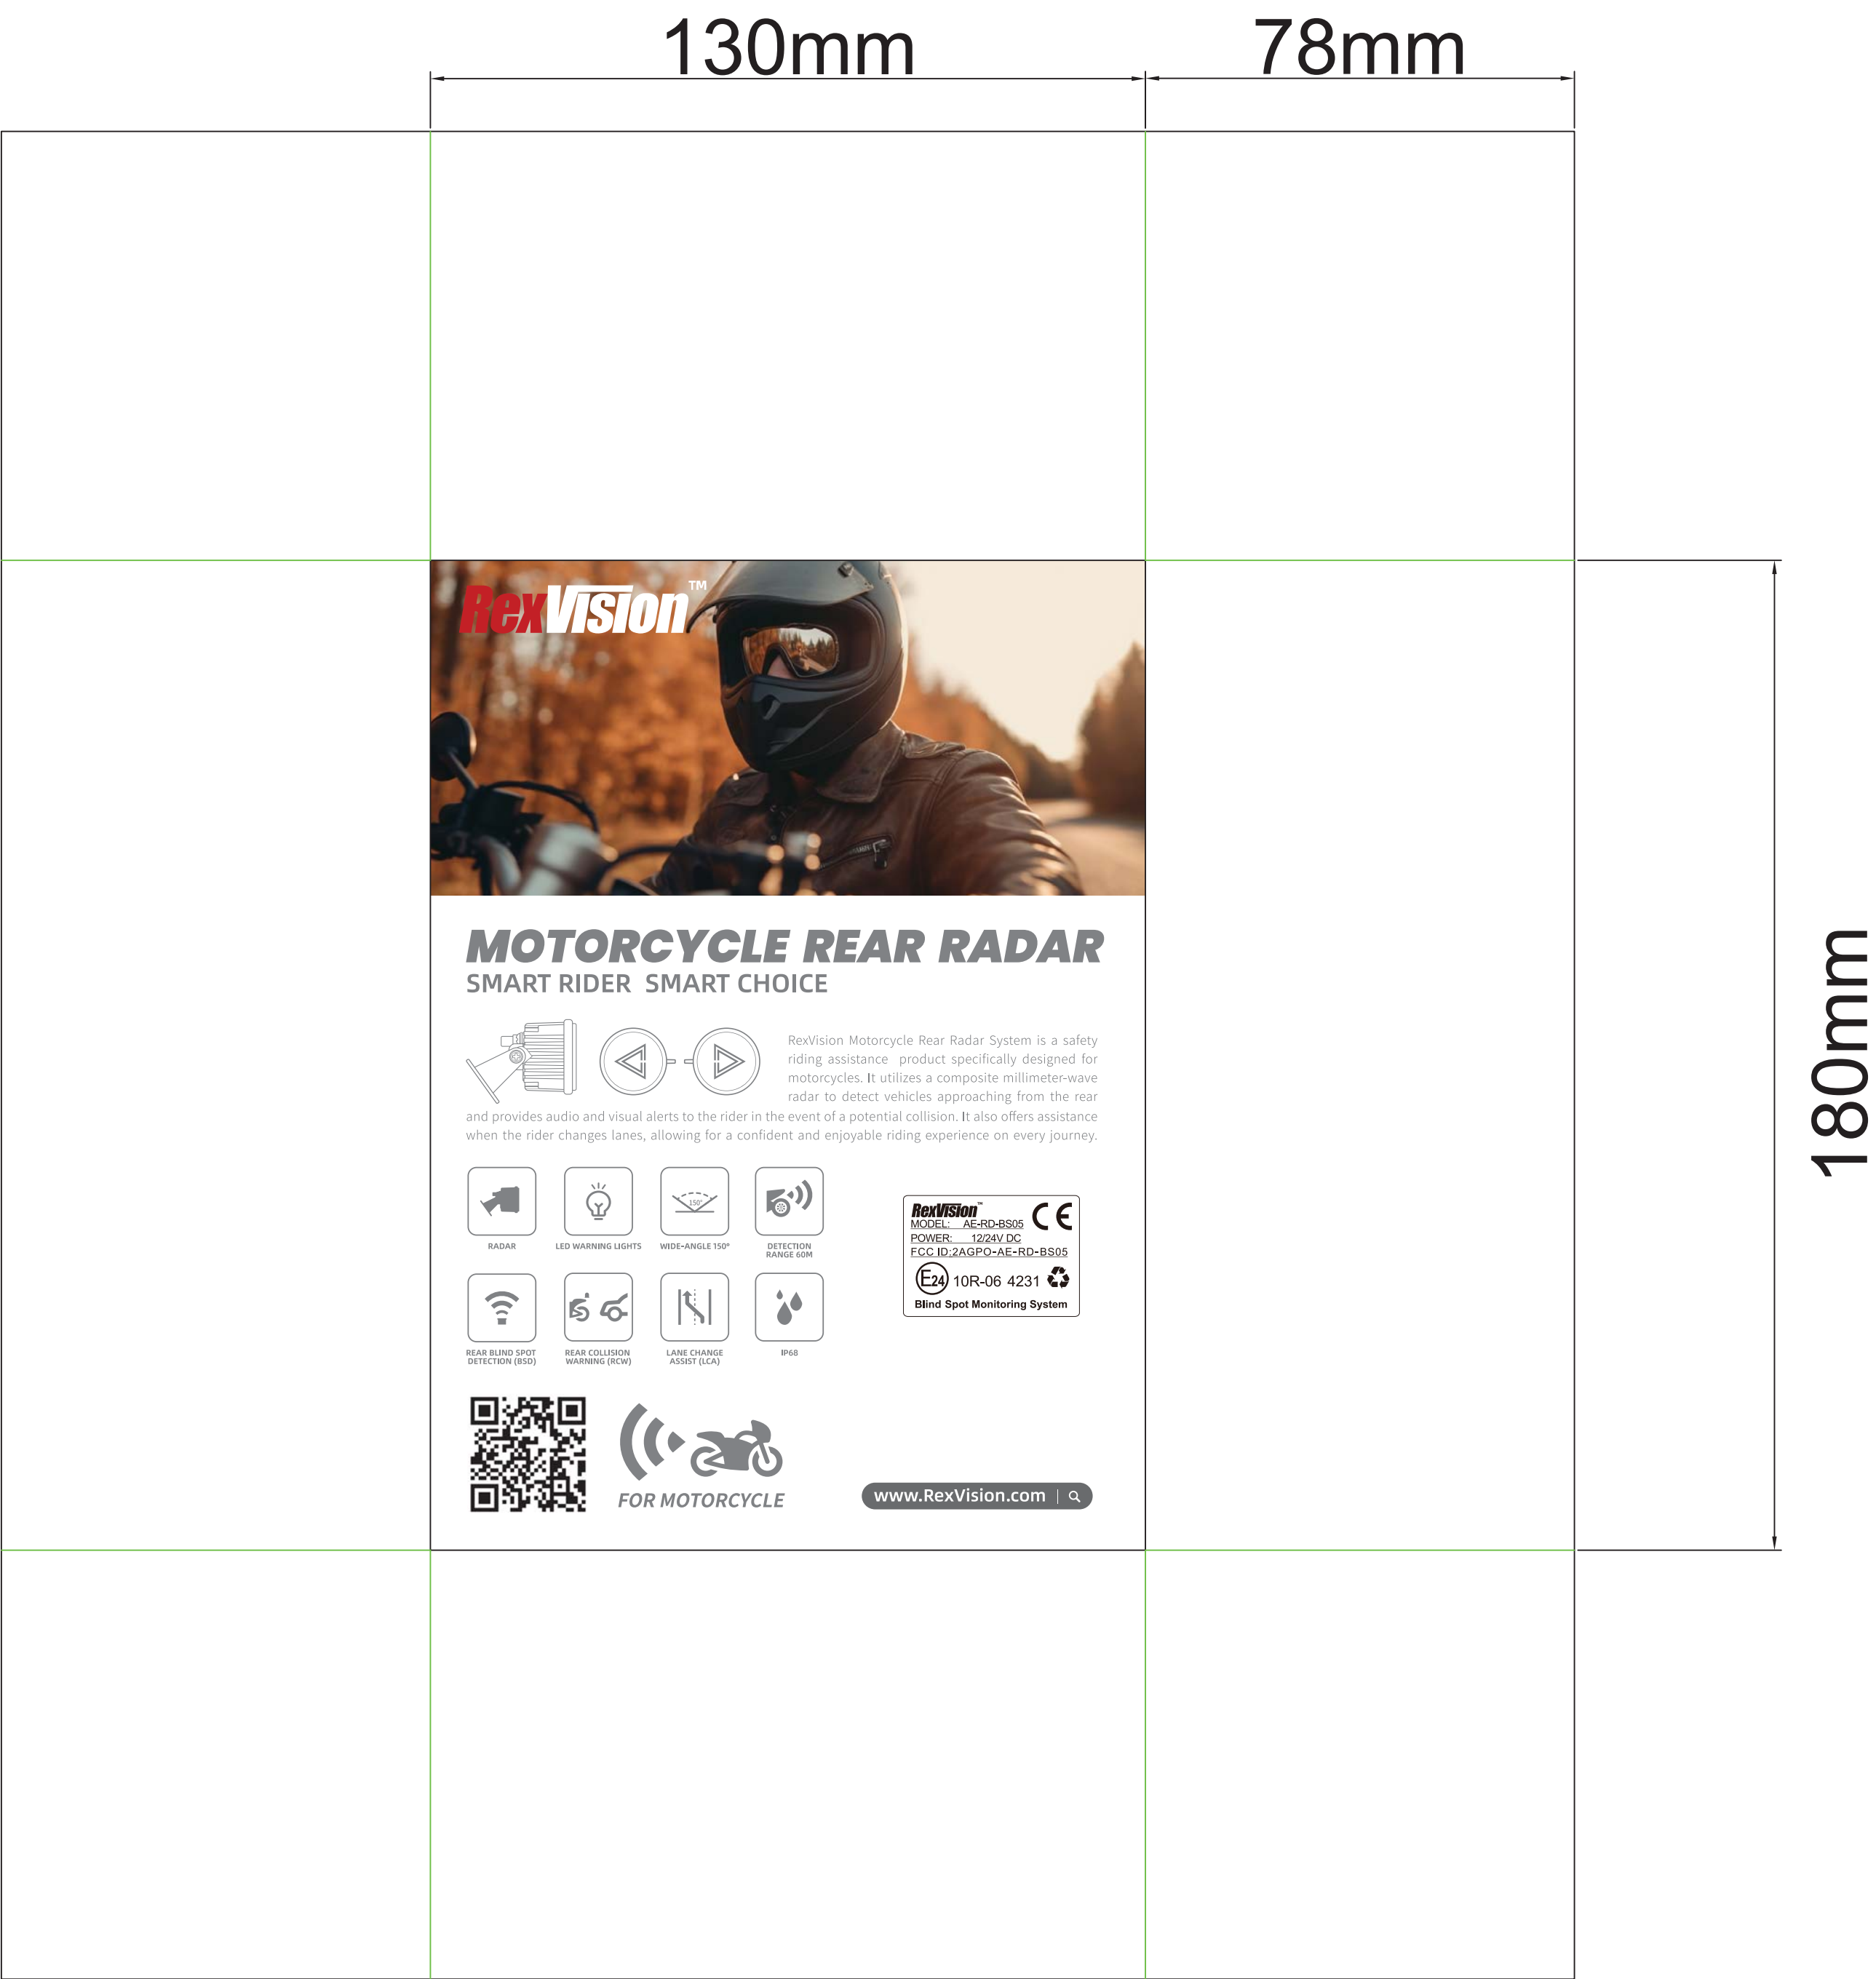 130mm
78mm
RexVision™
MOTORCYCLE REAR RADAR
SMART RIDER  SMART CHOICE
RexVision Motorcycle Rear Radar System is a safety
riding assistance  product specifically designed for
motorcycles. It utilizes a composite millimeter-wave
radar to detect vehicles approaching from the rear
and provides audio and visual alerts to the rider in the event of a potential collision. It also offers assistance
when the rider changes lanes, allowing for a confident and enjoyable riding experience on every journey.
150°
RADAR
LED WARNING LIGHTS
WIDE-ANGLE 150°
DETECTION
RANGE 60M
REAR BLIND SPOT
DETECTION (BSD)
REAR COLLISION
WARNING (RCW)
LANE CHANGE
ASSIST (LCA)
IP68
RexVision™
CE
MODEL: AE-RD-BS05
POWER: 12/24V DC
FCC ID:2AGPO-AE-RD-BS05
E24 10R-06 4231
Blind Spot Monitoring System
FOR MOTORCYCLE
www.RexVision.com
180mm